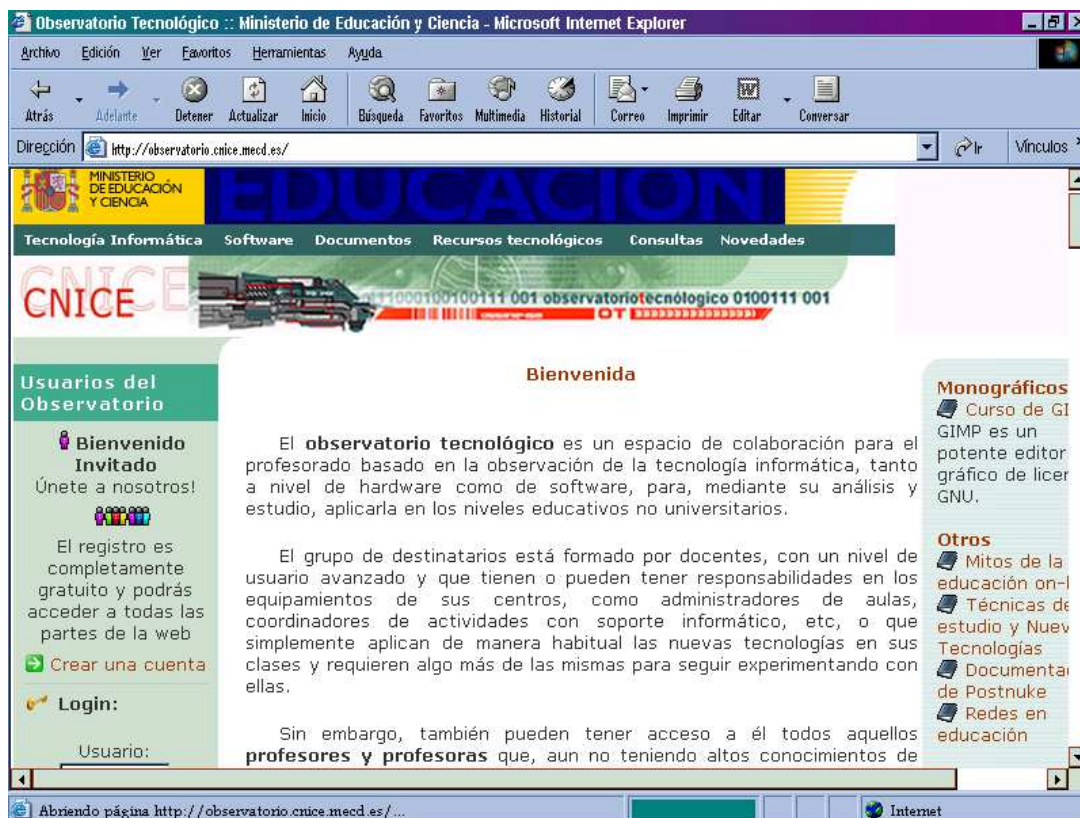 Observatorio Tecnológico :: Ministerio de Educación y Ciencia - Microsoft Internet Explorer
Archivo Edición Ver Favoritos Herramientas Ayuda
Atrás Adelante Detener Actualizar Inicio Búsqueda Favoritos Multimedia Historial Correo Imprimir Editar Conversar
Dirección http://observatorio.cnice.mecd.es/ Ir Vínculos
MINISTERIO
DE EDUCACIÓN
Y CIENCIA
EDUCACION
Tecnología Informática Software Documentos Recursos tecnológicos Consultas Novedades
CNICE
11000100100111 001 observatoriotecnólogico 0100111 001
OT
Usuarios del
Observatorio
Bienvenido
Invitado
Únete a nosotros!
El registro es
completamente
gratuito y podrás
acceder a todas las
partes de la web
Crear una cuenta
Login:
Usuario:
Bienvenida
El observatorio tecnológico es un espacio de colaboración para el
profesorado basado en la observación de la tecnología informática, tanto
a nivel de hardware como de software, para, mediante su análisis y
estudio, aplicarla en los niveles educativos no universitarios.
El grupo de destinatarios está formado por docentes, con un nivel de
usuario avanzado y que tienen o pueden tener responsabilidades en los
equipamientos de sus centros, como administradores de aulas,
coordinadores de actividades con soporte informático, etc, o que
simplemente aplican de manera habitual las nuevas tecnologías en sus
clases y requieren algo más de las mismas para seguir experimentando con
ellas.
Sin embargo, también pueden tener acceso a él todos aquellos
profesores y profesoras que, aun no teniendo altos conocimientos de
Monográficos
Curso de GI
GIMP es un
potente editor
gráfico de licen
GNU.
Otros
Mitos de la
educación on-l
Técnicas de
estudio y Nuev
Tecnologías
Documentac
de Postnuke
Redes en
educación
Abriendo página http://observatorio.cnice.mecd.es/... Internet